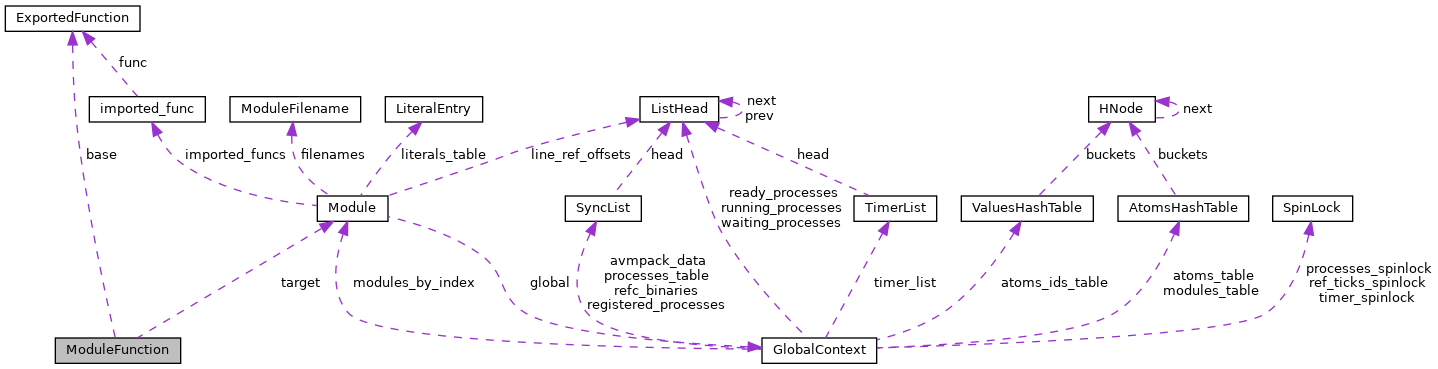 ExportedFunction
func
imported_func
ModuleFilename
LiteralEntry
ListHead
next
prev
HNode
next
base
imported_funcs
filenames
literals_table
line_ref_offsets
head
head
buckets
buckets
Module
SyncList
ready_processes
running_processes
waiting_processes
TimerList
ValuesHashTable
AtomsHashTable
SpinLock
target
modules_by_index
global
avmpack_data
processes_table
refc_binaries
registered_processes
timer_list
atoms_ids_table
atoms_table
modules_table
processes_spinlock
ref_ticks_spinlock
timer_spinlock
ModuleFunction
GlobalContext